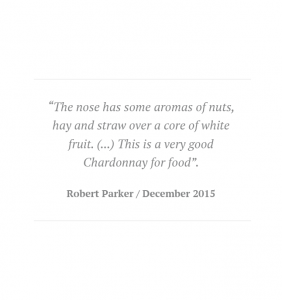 “The nose has some aromas of nuts,
hay and straw over a core of white
fruit. (...) This is a very good
Chardonnay for food”.
Robert Parker / December 2015